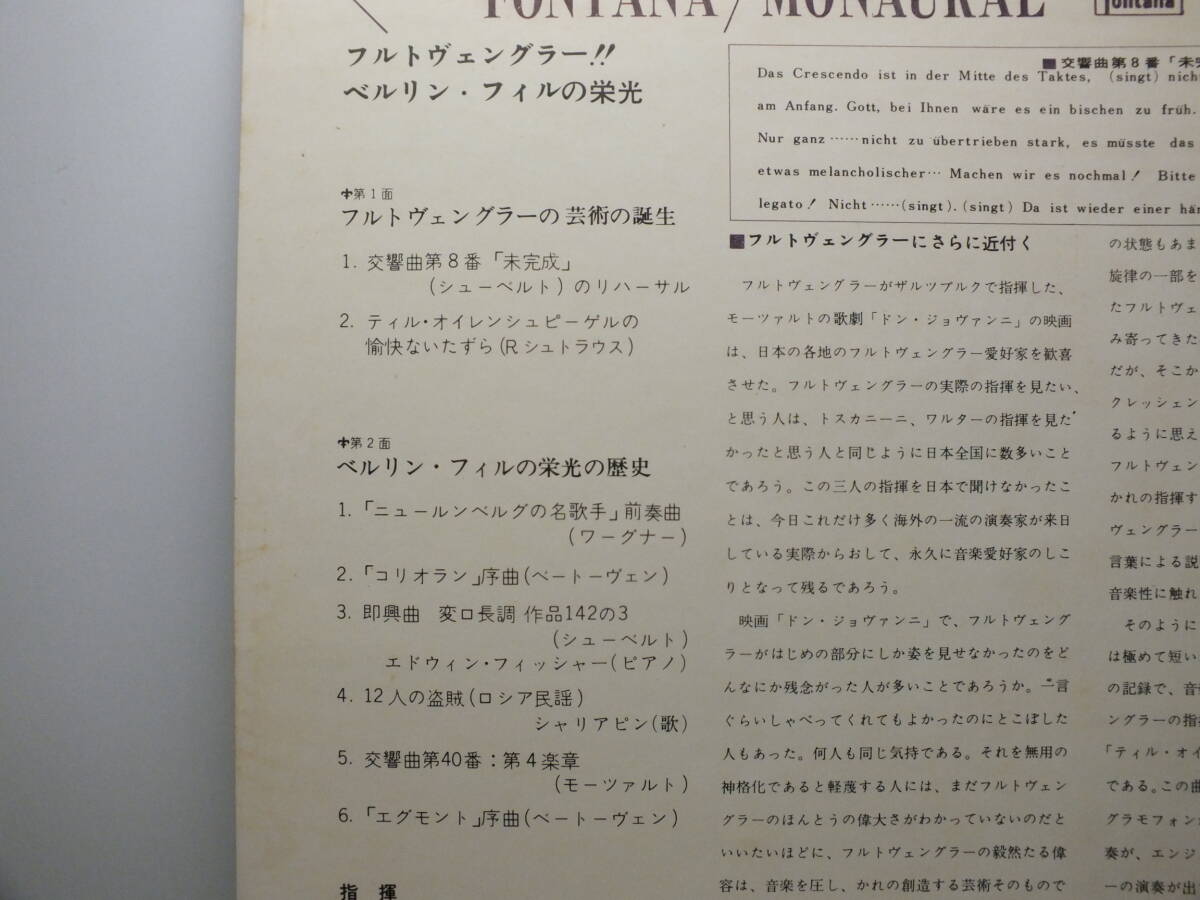 FONTANA/MONAURAL
fontana
フルトヴェングラー!!
ベルリン・フィルの栄光
第1面
フルトヴェングラーの芸術の誕生
1. 交響曲第8番「未完成」
(シューベルト)のリハーサル
2. ティル・オイレンシュピーゲルの
愉快ないたずら(Rシュトラウス)
第2面
ベルリン・フィルの栄光の歴史
1.「ニュールンベルグの名歌手」前奏曲
(ワーグナー)
2.「コリオラン」序曲(ベートーヴェン)
3. 即興曲 変ロ長調 作品142の3
(シューベルト)
エドウィン・フィッシャー(ピアノ)
4. 12人の盗賊(ロシア民謡)
シャリアピン(歌)
5. 交響曲第40番：第4楽章
(モーツァルト)
6.「エグモント」序曲(ベートーヴェン)
指揮
■交響曲第8番「未完
Das Crescendo ist in der Mitte des Taktes, (singt) nich
am Anfang. Gott, bei Ihnen wäre es ein bischen zu früh.
Nur ganz ……nicht zu übertrieben stark, es müsste das
etwas melancholischer… Machen wir es nochmal! Bitte
legato! Nicht ……(singt). (singt) Da ist wieder einer här
■フルトヴェングラーにさらに近付く
フルトヴェングラーがザルツブルクで指揮した、
モーツァルトの歌劇「ドン・ジョヴァンニ」の映画
は、日本の各地のフルトヴェングラー愛好家を歓喜
させた。フルトヴェングラーの実際の指揮を見たい、
と思う人は、トスカニーニ、ワルターの指揮を見た
かったと思う人と同じように日本全国に数多いこと
であろう。この三人の指揮を日本で聞けなかったこ
とは、今日これだけ多く海外の一流の演奏家が来日
している実際からおして、永久に音楽愛好家のしこ
りとなって残るであろう。
映画「ドン・ジョヴァンニ」で、フルトヴェング
ラーがはじめの部分にしか姿を見せなかったのをど
んなにか残念がった人が多いことであろうか。一言
ぐらいしゃべってくれてもよかったのにとこぼした
人もあった。何人も同じ気持である。それを無用の
神格化であると軽蔑する人には、まだフルトヴェン
グラーのほんとうの偉大さがわかっていないのだと
いいたいほどに、フルトヴェングラーの毅然たる偉
容は、音楽を圧し、かれの創造する芸術そのもので
の状態もあま
旋律の一部を
たフルトヴェ
み寄ってきた
だが、そこか
クレッシェン
るように思え
フルトヴェン
かれの指揮す
ヴェングラー
言葉による説
音楽性に触れ
そのように
は極めて短い
の記録で、音
ングラーの指
「ティル・オイ
である。この曲
グラモフォン
奏が、エンジ
ーの演奏が出